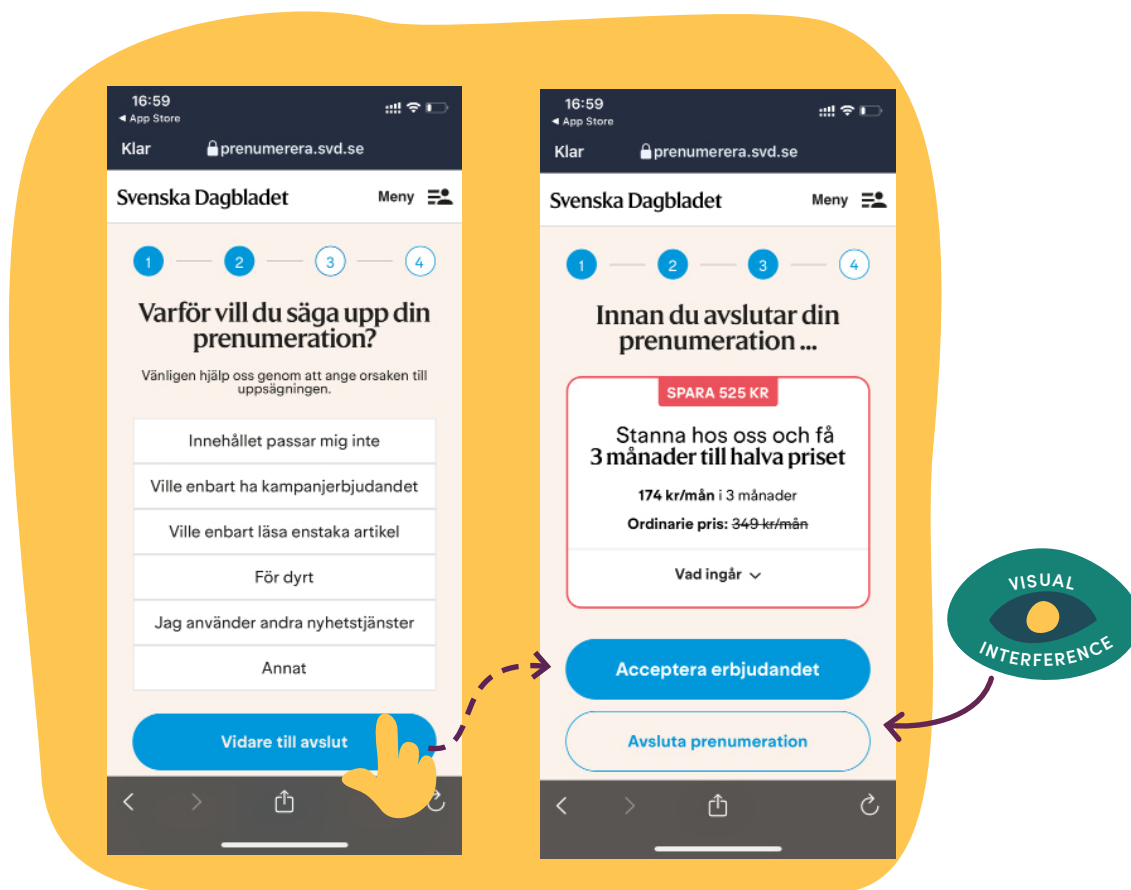 16:59
◄ App Store
Klar
prenumerera.svd.se
Svenska Dagbladet
Meny
1
2
3
4
Varför vill du säga upp din
prenumeration?
Vänligen hjälp oss genom att ange orsaken till
uppsägningen.
Innehållet passar mig inte
Ville enbart ha kampanjerbjudandet
Ville enbart läsa enstaka artikel
För dyrt
Jag använder andra nyhetstjänster
Annat
Vidare till avslut
16:59
◄ App Store
Klar
prenumerera.svd.se
Svenska Dagbladet
Meny
1
2
3
4
Innan du avslutar din
prenumeration ...
SPARA 525 KR
Stanna hos oss och få
3 månader till halva priset
174 kr/mån i 3 månader
Ordinarie pris: 349 kr/mån
Vad ingår
Acceptera erbjudandet
Avsluta prenumeration
VISUAL
INTERFERENCE